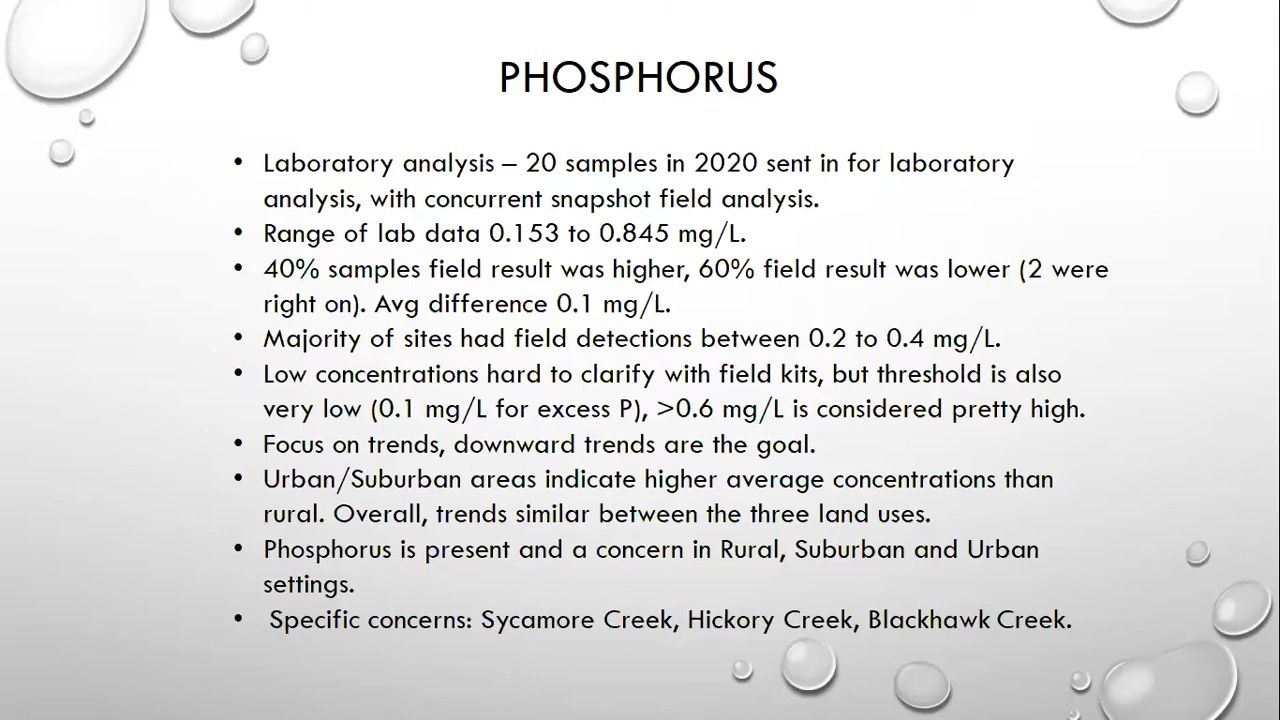 PHOSPHORUS
• Laboratory analysis – 20 samples in 2020 sent in for laboratory
analysis, with concurrent snapshot field analysis.
• Range of lab data 0.153 to 0.845 mg/L.
• 40% samples field result was higher, 60% field result was lower (2 were
right on). Avg difference 0.1 mg/L.
• Majority of sites had field detections between 0.2 to 0.4 mg/L.
• Low concentrations hard to clarify with field kits, but threshold is also
very low (0.1 mg/L for excess P), >0.6 mg/L is considered pretty high.
• Focus on trends, downward trends are the goal.
• Urban/Suburban areas indicate higher average concentrations than
rural. Overall, trends similar between the three land uses.
• Phosphorus is present and a concern in Rural, Suburban and Urban
settings.
• Specific concerns: Sycamore Creek, Hickory Creek, Blackhawk Creek.